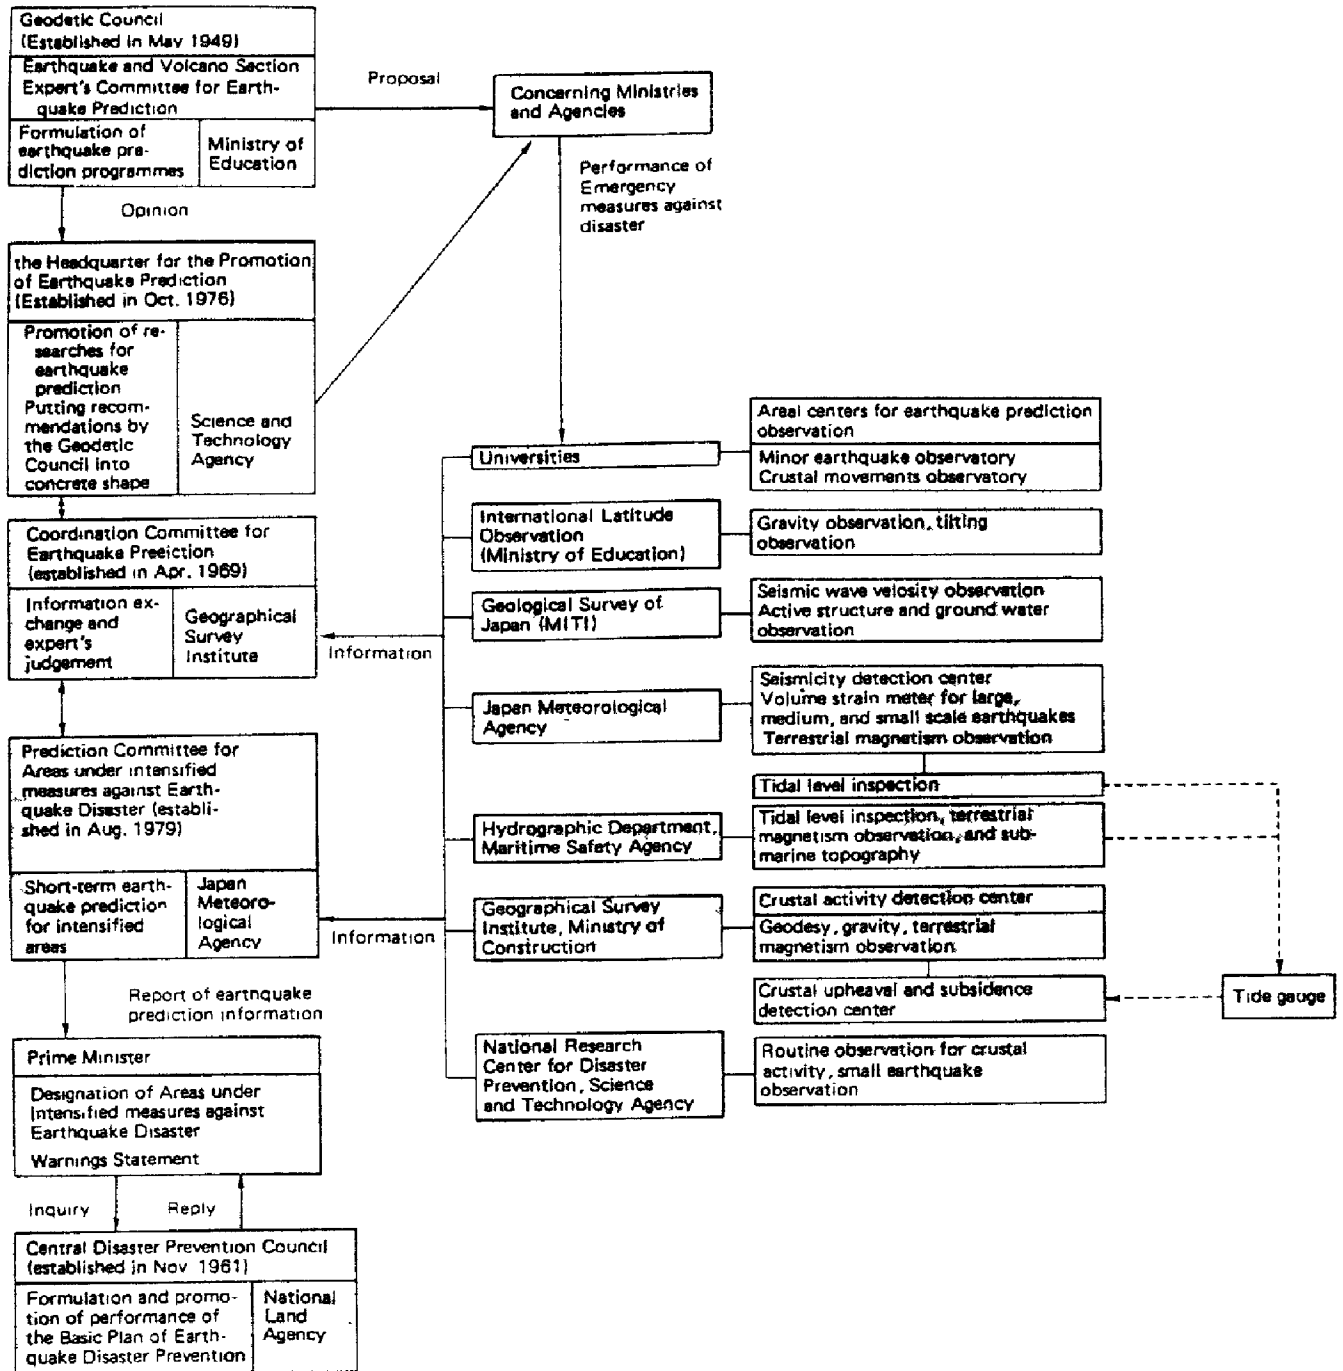 Geodetic Council
(Established in May 1949)
Earthquake and Volcano Section
Expert's Committee for Earth-
quake Prediction
Formulation of
earthquake pre-
diction programmes
Ministry of
Education
Proposal
Concerning Ministries
and Agencies
Performance of
Emergency
measures against
disaster
Opinion
the Headquarter for the Promotion
of Earthquake Prediction
(Established in Oct. 1976)
Promotion of re-
searches for
earthquake
prediction
Putting recom-
mendations by
the Geodetic
Council into
concrete shape
Science and
Technology
Agency
Coordination Committee for
Earthquake Preeiction
(established in Apr. 1969)
Information ex-
change and
expert's
judgement
Geographical
Survey
Institute
Information
Prediction Committee for
Areas under intensified
measures against Earth-
quake Disaster (establi-
shed in Aug. 1979)
Short-term earth-
quake prediction
for intensified
areas
Japan
Meteoro-
logical
Agency
Information
Report of earthquake
prediction information
Prime Minister
Designation of Areas under
Intensified measures against
Earthquake Disaster
Warnings Statement
Inquiry
Reply
Central Disaster Prevention Council
(established in Nov 1961)
Formulation and promo-
tion of performance of
the Basic Plan of Earth-
quake Disaster Prevention
National
Land
Agency
Universities
Areal centers for earthquake prediction
observation
Minor earthquake observatory
Crustal movements observatory
International Latitude
Observation
(Ministry of Education)
Gravity observation, tilting
observation
Geological Survey of
Japan (MITI)
Seismic wave velosity observation
Active structure and ground water
observation
Japan Meteorological
Agency
Seismicity detection center
Volume strain meter for large,
medium, and small scale earthquakes
Terrestrial magnetism observation
Tidal level inspection
Hydrographic Department,
Maritime Safety Agency
Tidal level inspection, terrestrial
magnetism observation, and sub-
marine topography
Geographical Survey
Institute, Ministry of
Construction
Crustal activity detection center
Geodesy, gravity, terrestrial
magnetism observation
Crustal upheaval and subsidence
detection center
Tide gauge
National Research
Center for Disaster
Prevention, Science
and Technology Agency
Routine observation for crustal
activity, small earthquake
observation